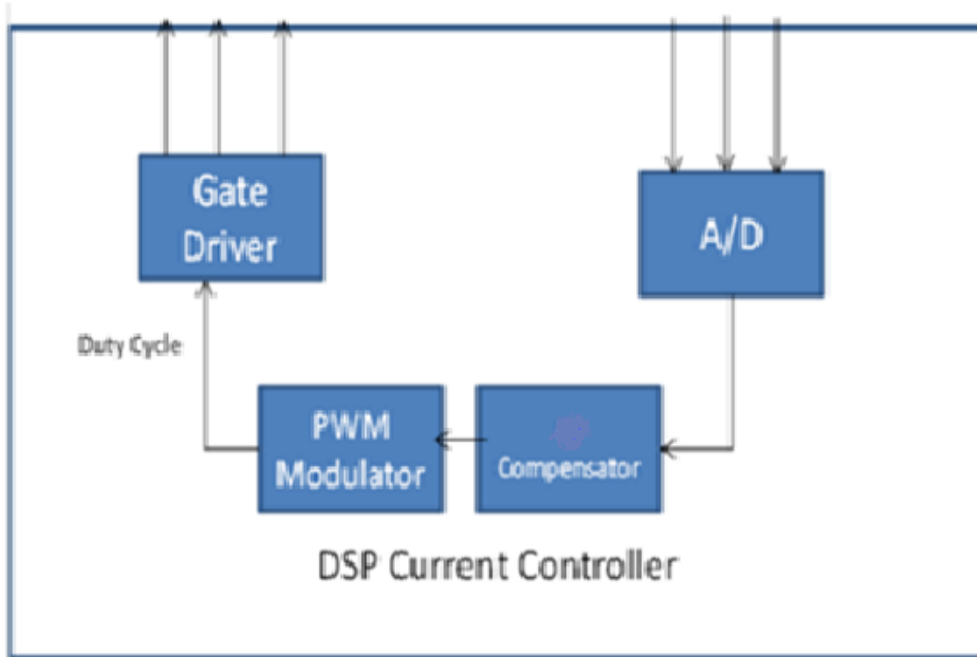 Gate
Driver
A/D
Duty Cycle
PWM
Modulator
Compensator
DSP Current Controller